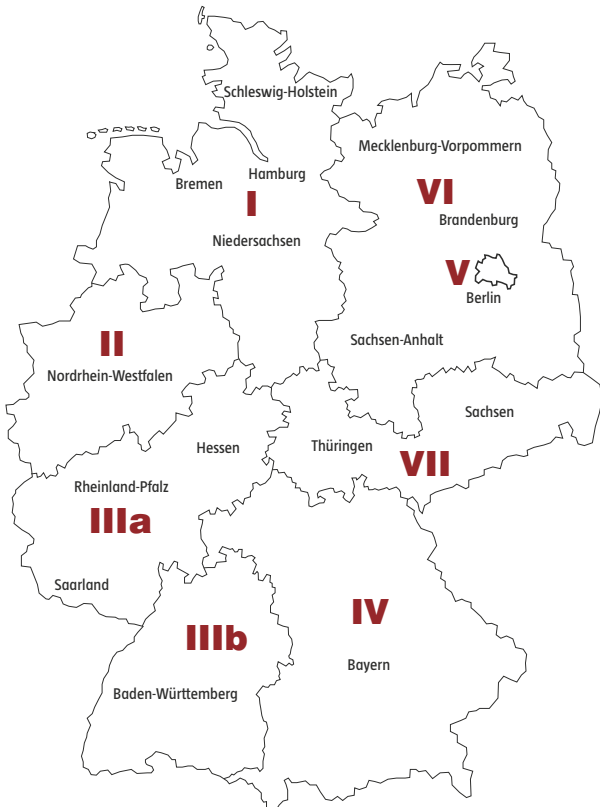 Schleswig-Holstein
Mecklenburg-Vorpommern
Hamburg
Bremen
I
VI
Brandenburg
Niedersachsen
V
Berlin
II
Sachsen-Anhalt
Nordrhein-Westfalen
Sachsen
Hessen
Thüringen
VII
Rheinland-Pfalz
IIIa
Saarland
IV
IIIb
Bayern
Baden-Württemberg